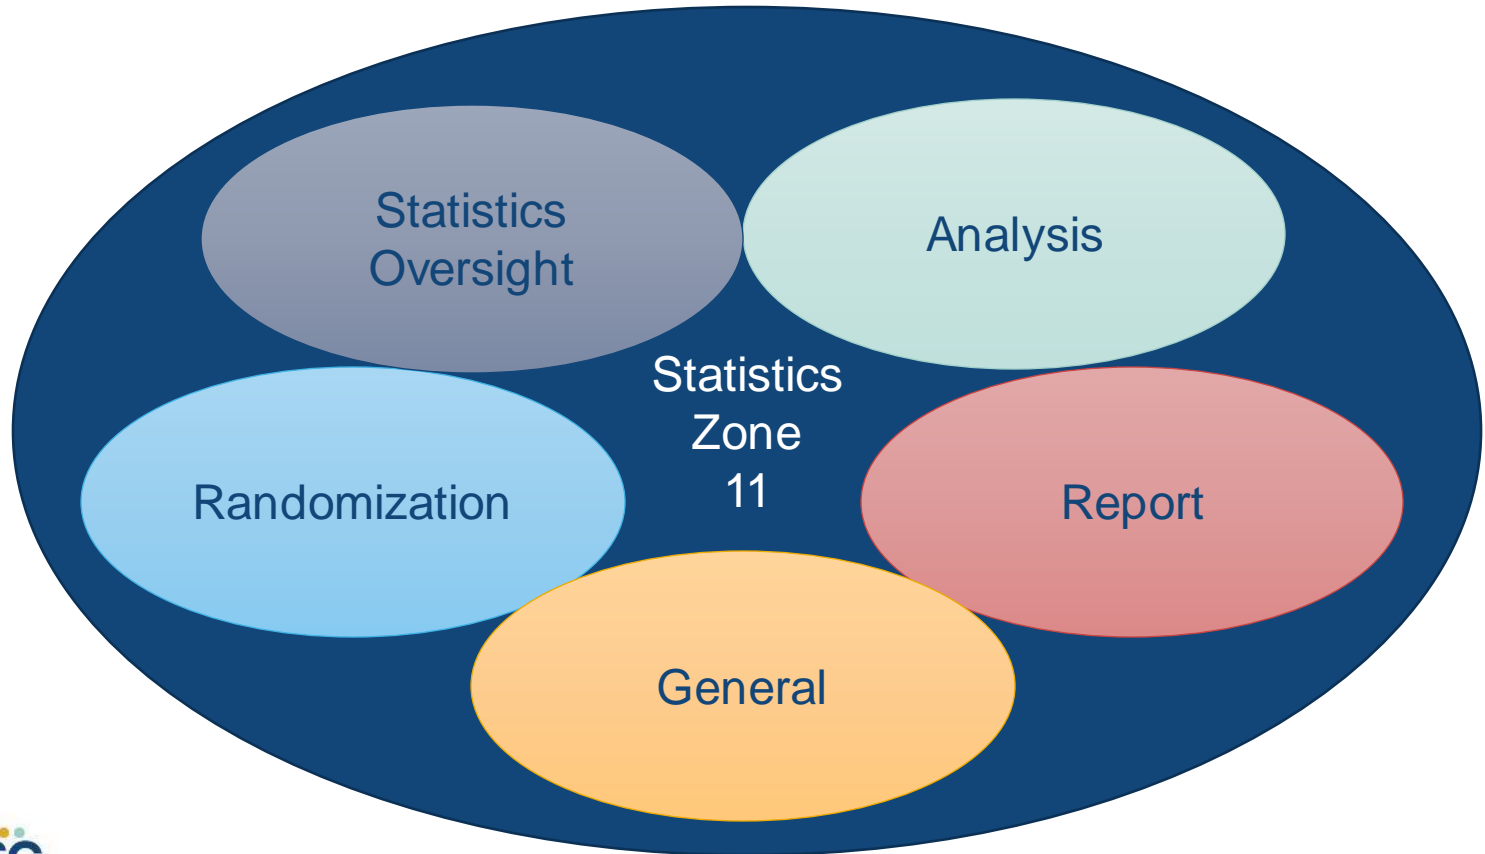 Statistics
Oversight
Analysis
Statistics
Zone
11
Randomization
Report
General